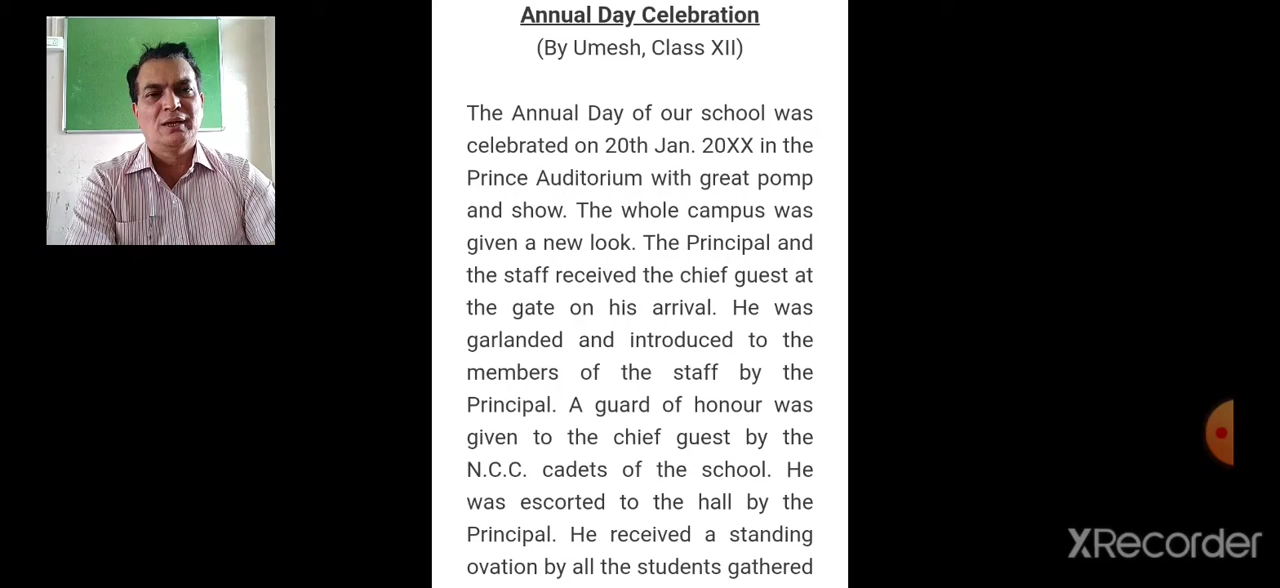 Annual Day Celebration
(By Umesh, Class XII)
The Annual Day of our school was
celebrated on 20th Jan. 20XX in the
Prince Auditorium with great pomp
and show. The whole campus was
given a new look. The Principal and
the staff received the chief guest at
the gate on his arrival. He was
garlanded and introduced to the
members of the staff by the
Principal. A guard of honour was
given to the chief guest by the
N.C.C. cadets of the school. He
was escorted to the hall by the
Principal. He received a standing
ovation by all the students gathered
XRecorder